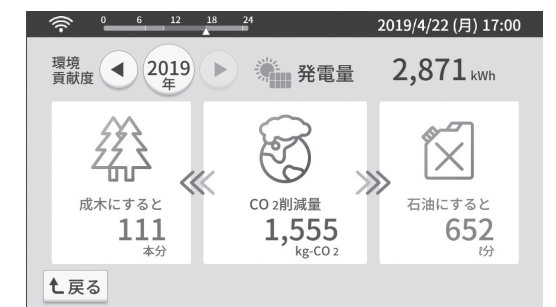 0 6 12 18 24
2019/4/22 (月) 17:00
環境
貢献度
2019
年
発電量 2,871 kWh
成木にすると
111
本分
CO 2削減量
1,555
kg-CO 2
石油にすると
652
ℓ分
戻る